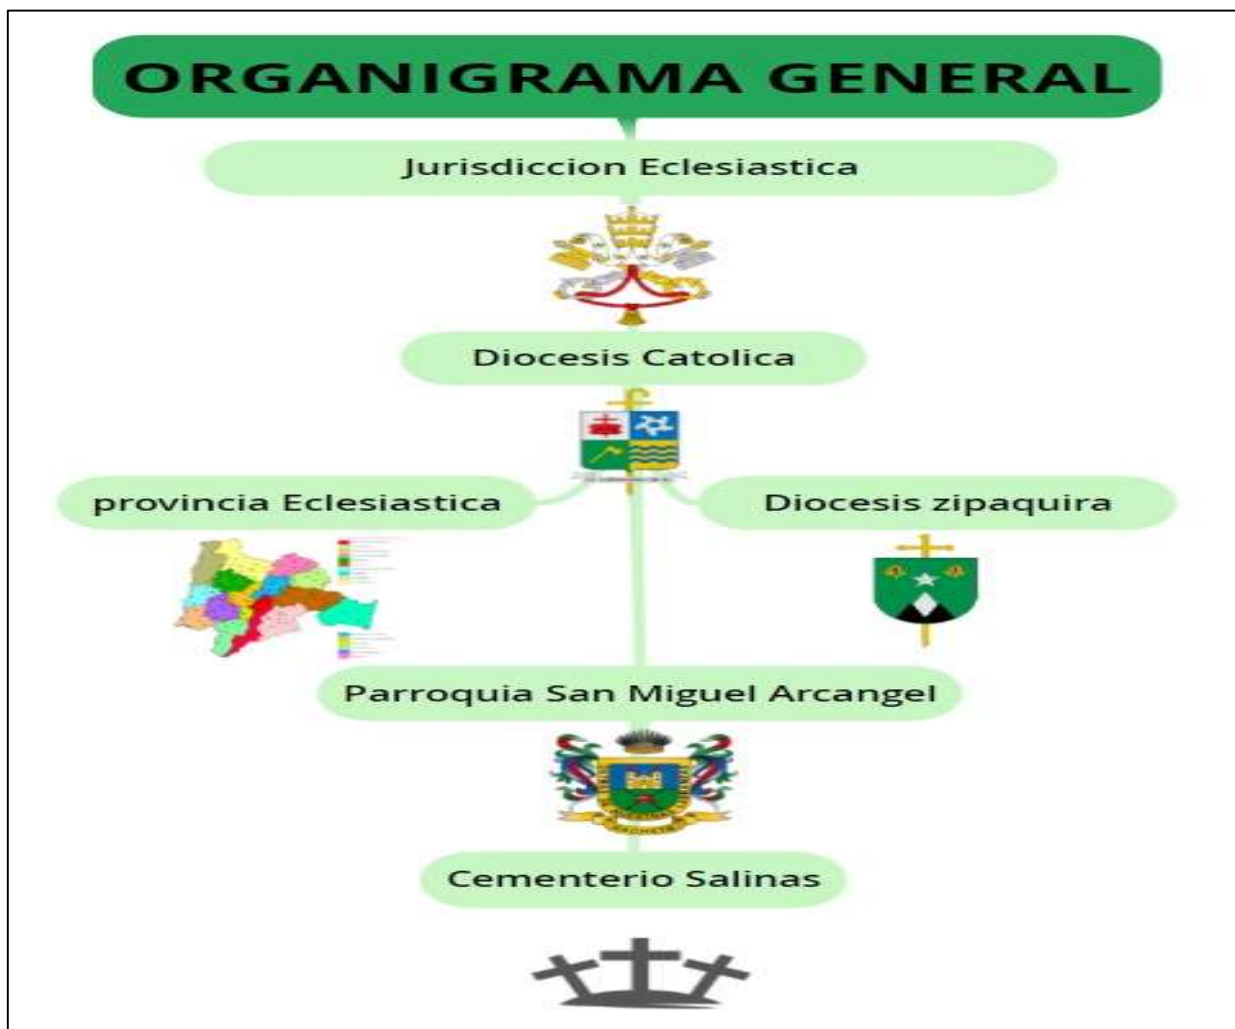 ORGANIGRAMA GENERAL
Jurisdiccion Eclesiastica
Diocesis Catolica
provincia Eclesiastica
Diocesis zipaquira
Parroquia San Miguel Arcangel
Cementerio Salinas